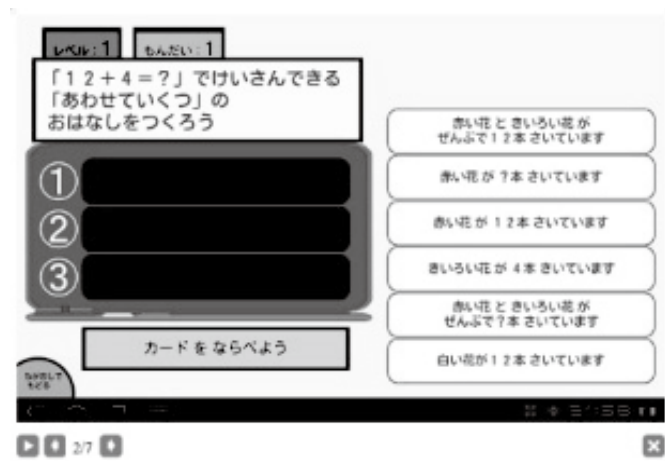 レベル:1
もんだい:1
「12+4=?」でけいさんできる
「あわせていくつ」の
おはなしをつくろう
①
②
③
カード を ならべよう
赤い花 と きいろい花 が
ぜんぶで12本 さいています
赤い花 が ?本 さいています
赤い花 が 12本 さいています
きいろい花 が 4本 さいています
赤い花 と きいろい花 が
ぜんぶで?本 さいています
白い花が12本 さいています
もどる
2/7